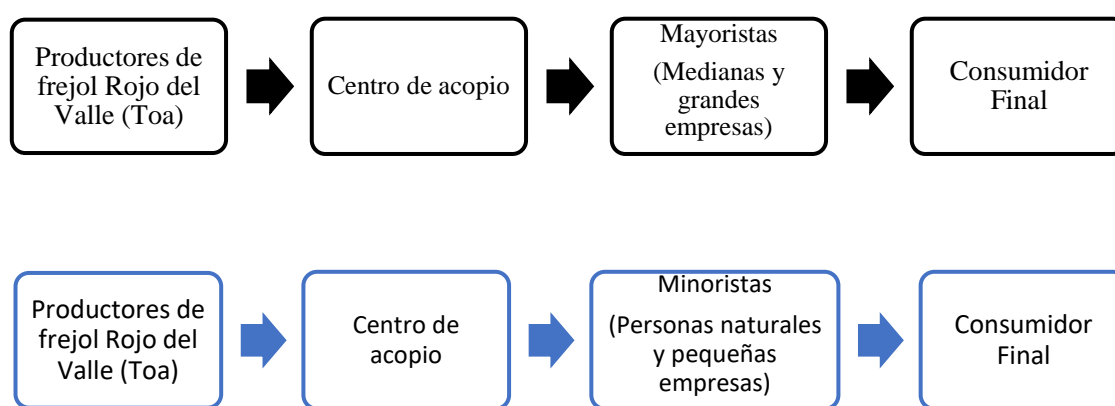 Productores de
frejol Rojo del
Valle (Toa)
Centro de acopio
Mayoristas
(Medianas y
grandes
empresas)
Consumidor
Final
Productores de
frejol Rojo del
Valle (Toa)
Centro de
acopio
Minoristas
(Personas naturales
y pequeñas
empresas)
Consumidor
Final